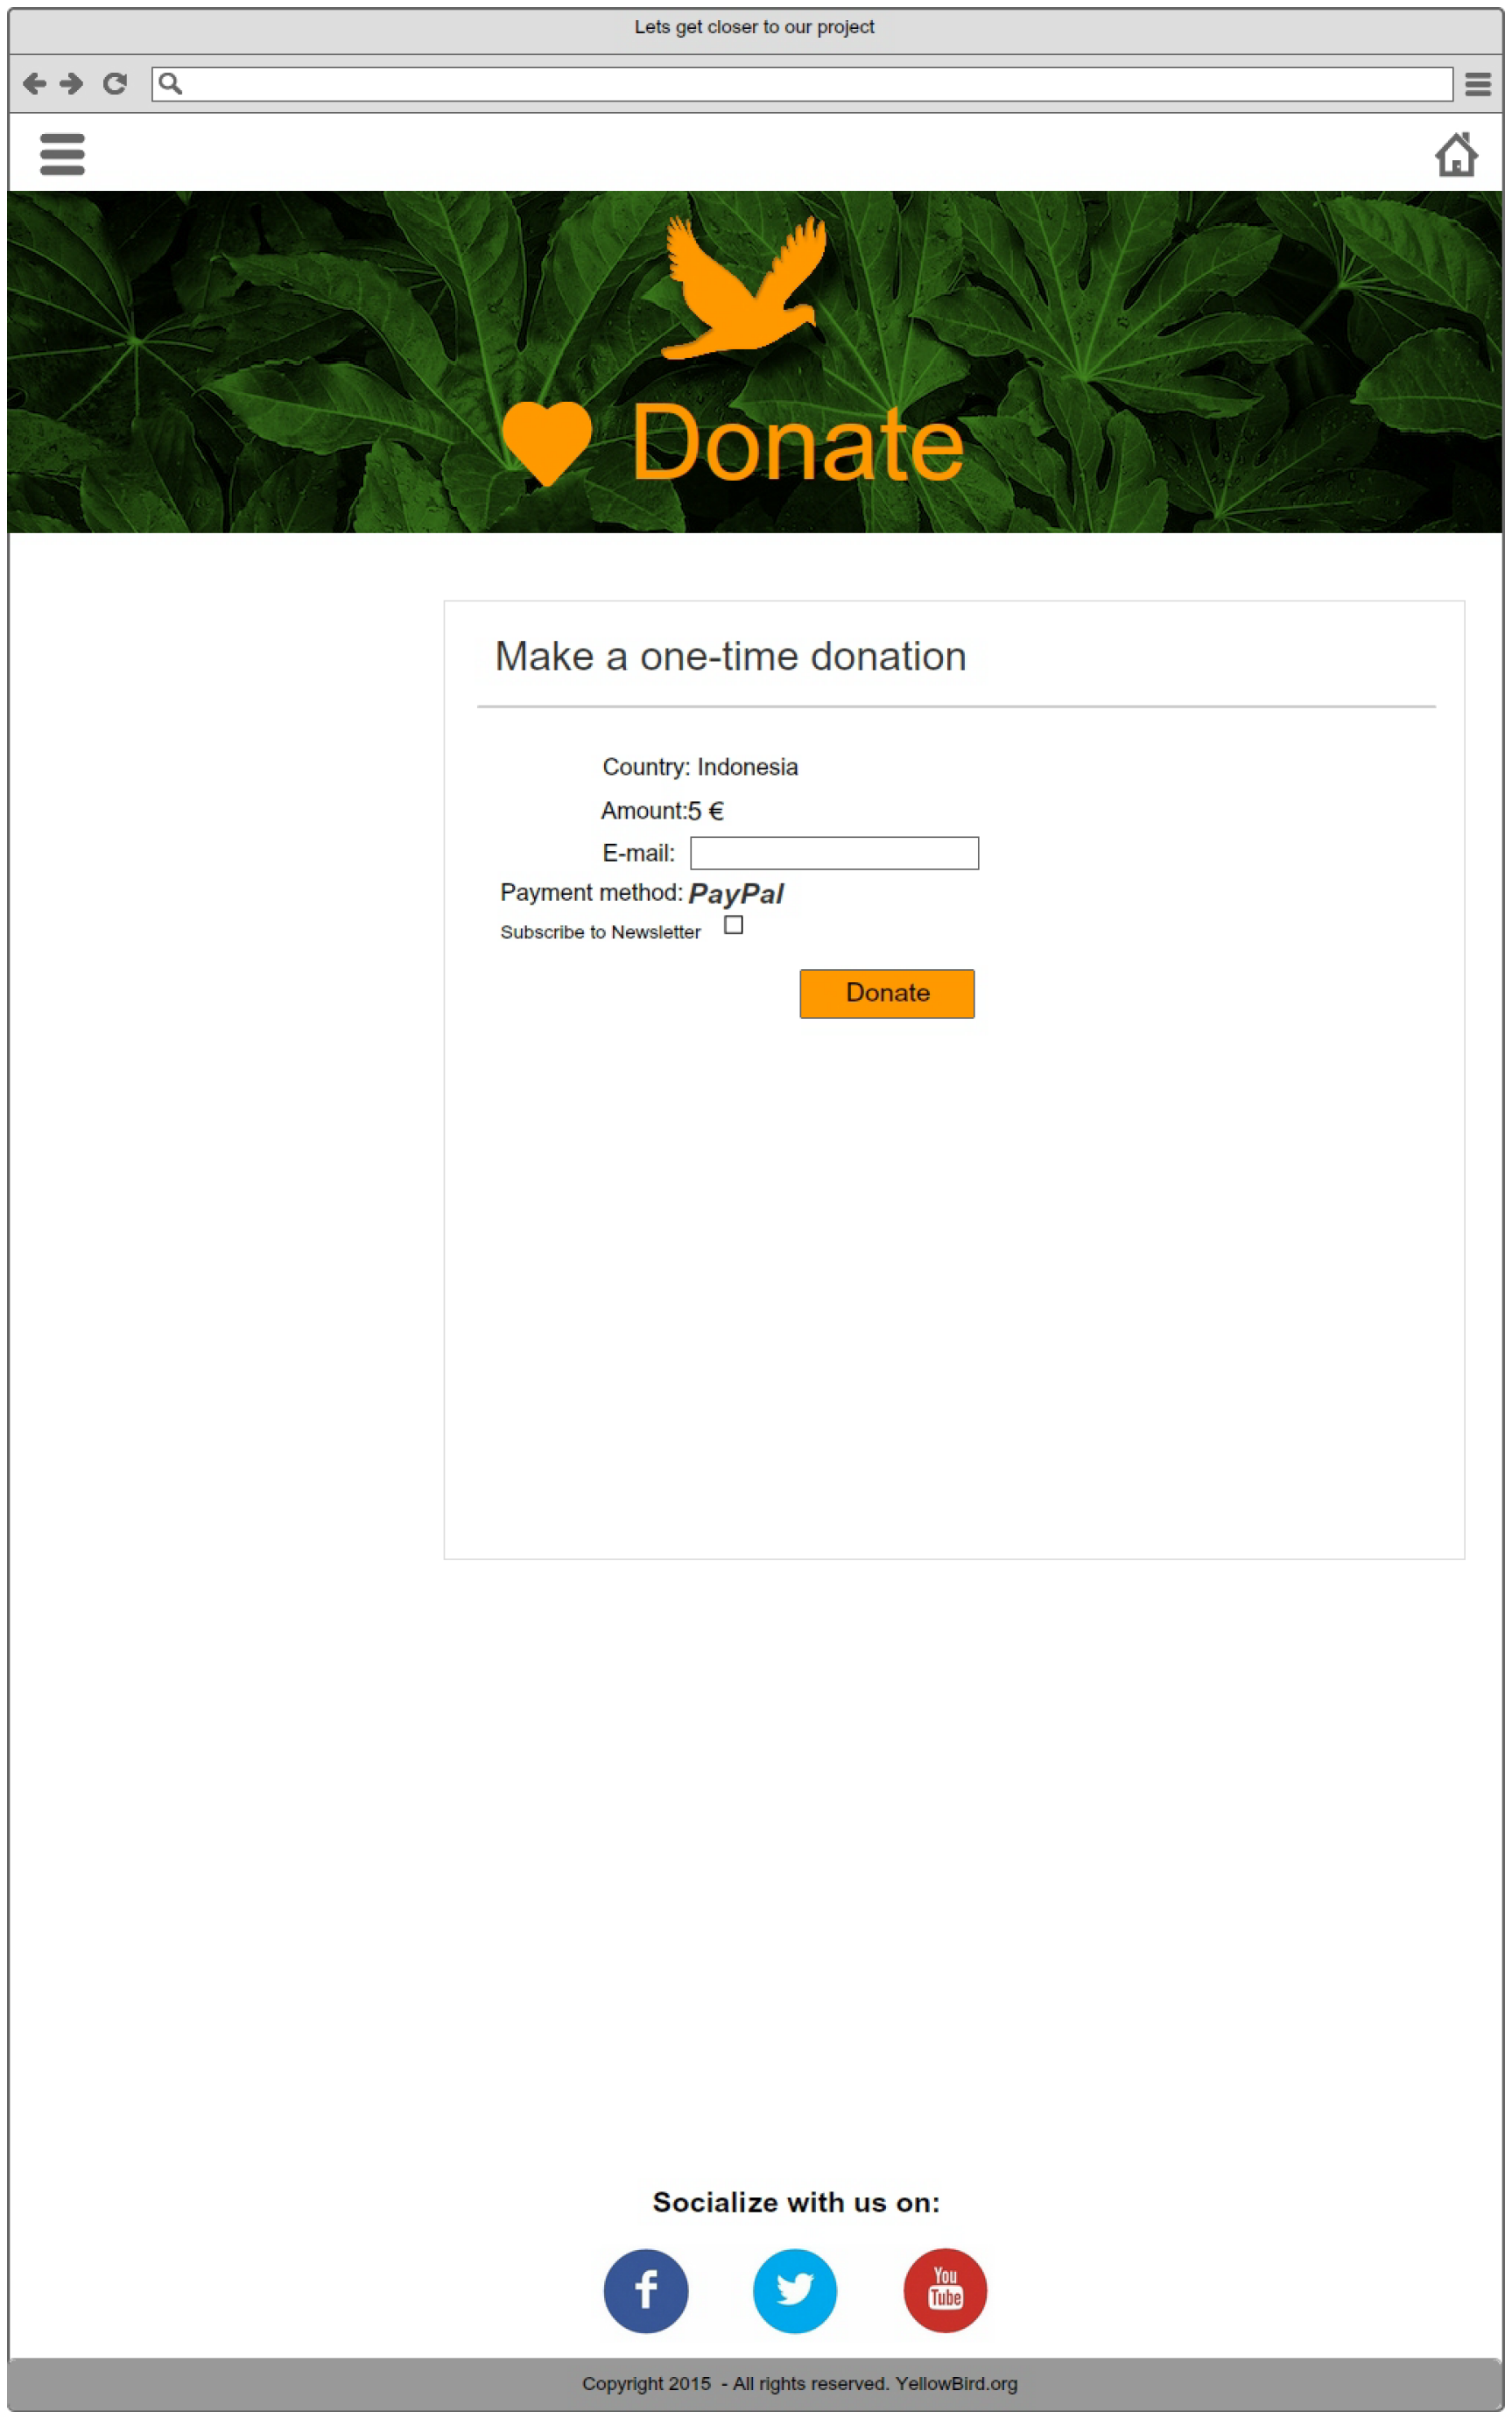 Lets get closer to our project
Donate
Make a one-time donation
Country: Indonesia
Amount:5 €
E-mail:
Payment method: PayPal
Subscribe to Newsletter
Donate
Socialize with us on:
f
You
Tube
Copyright 2015 - All rights reserved. YellowBird.org